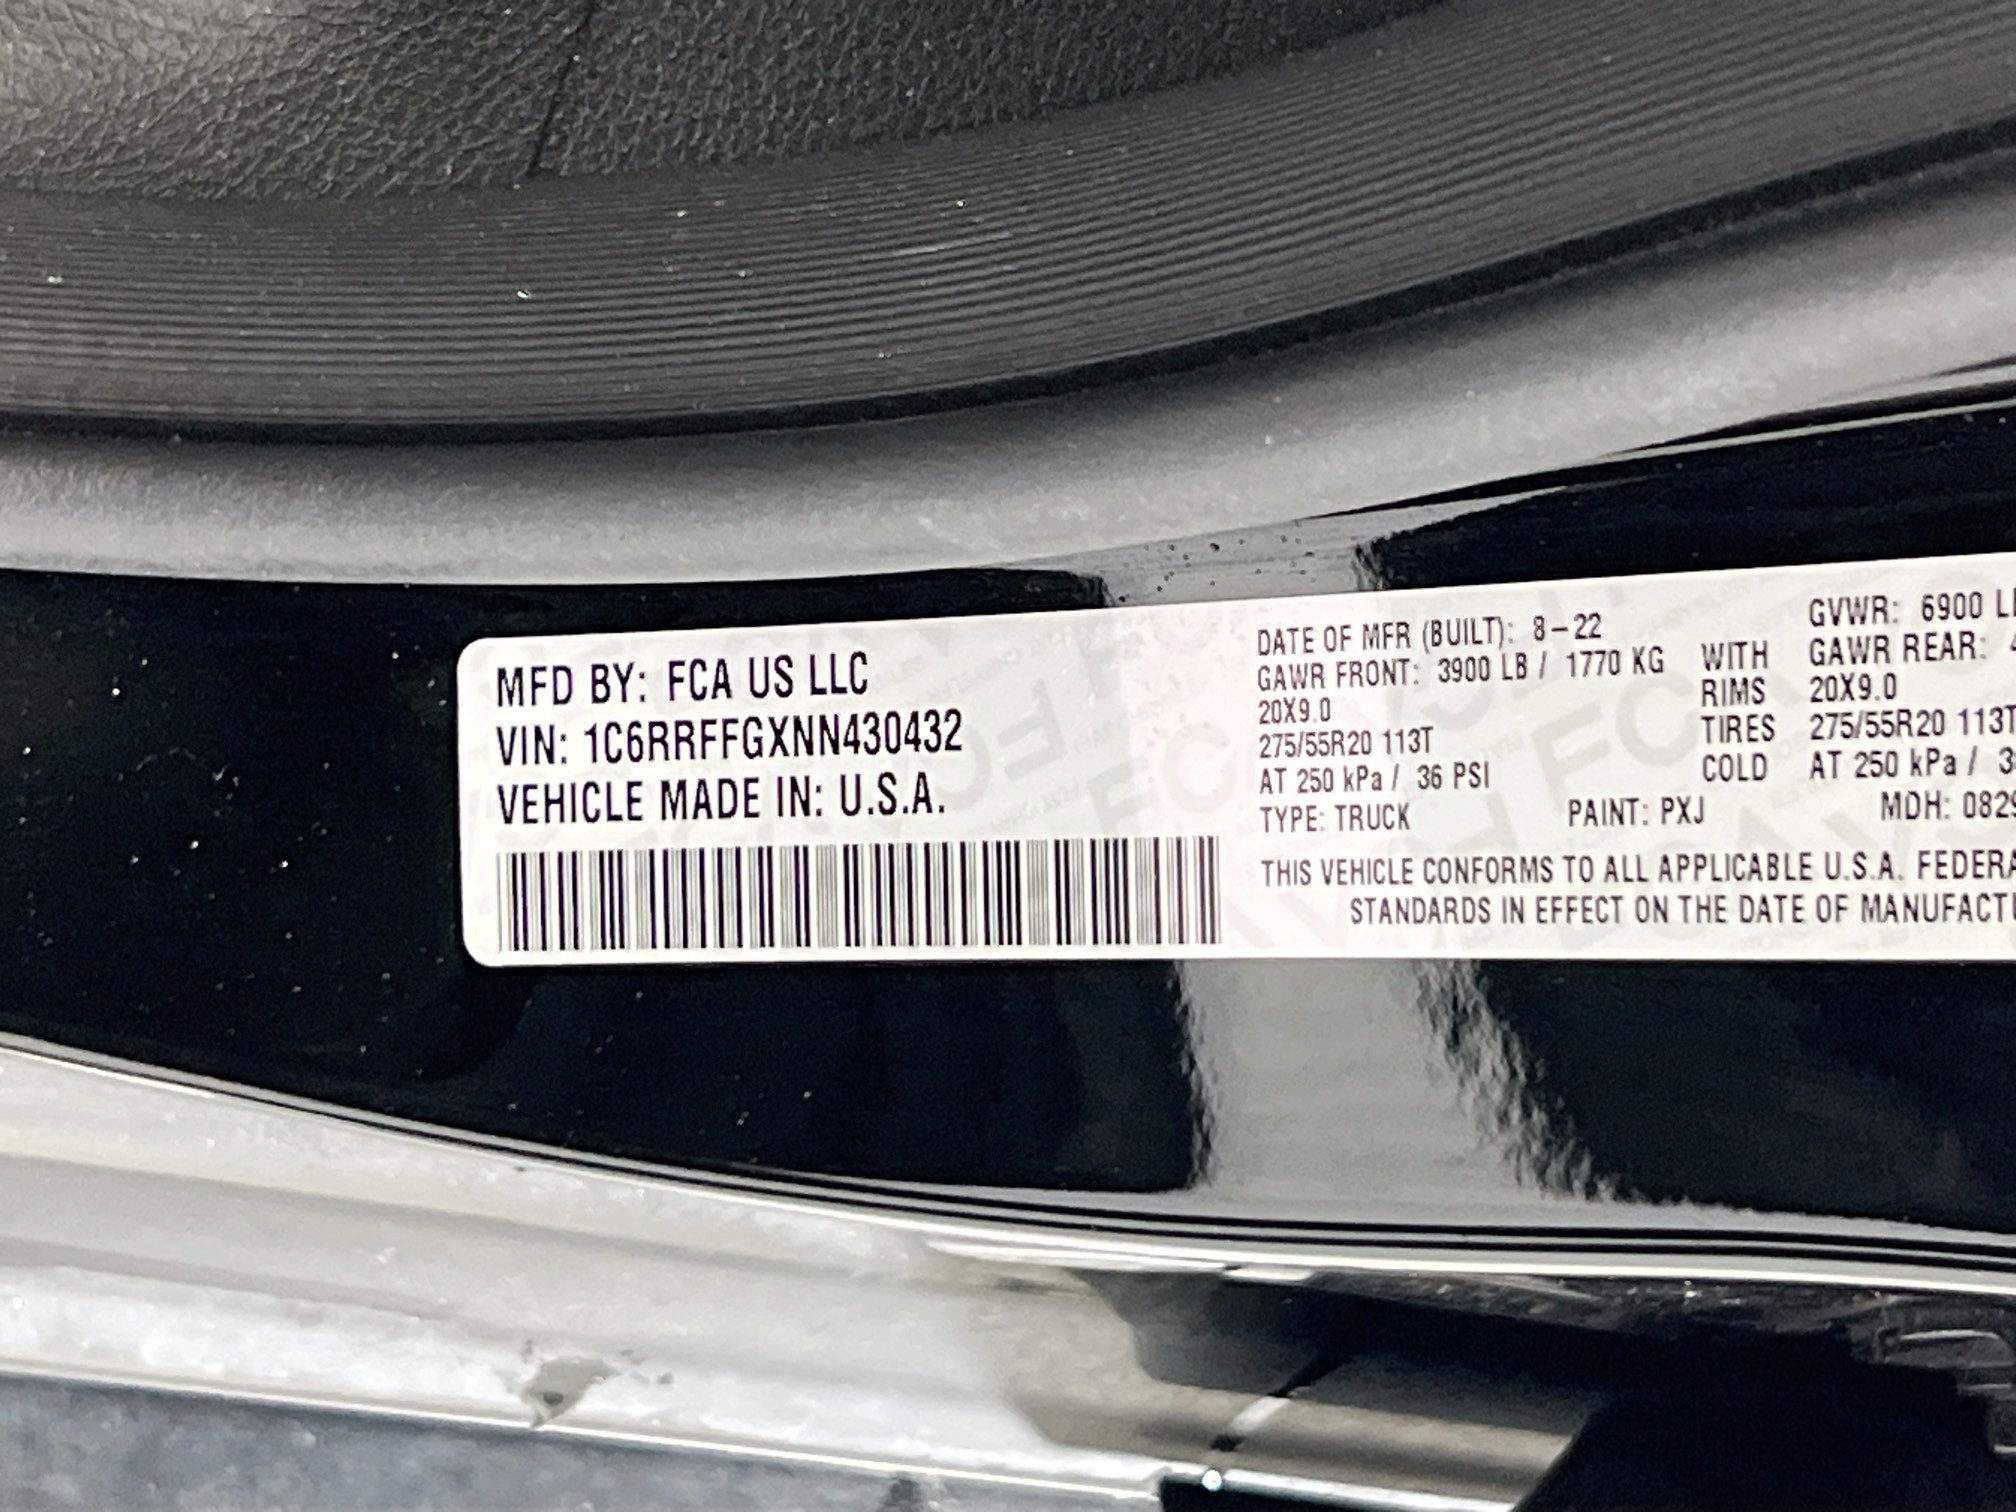 MFD BY: FCA US LLC
VIN: 1C6RRFFGXNN430432
VEHICLE MADE IN: U.S.A.
DATE OF MFR (BUILT): 8-22
GVWR: 6900
GAWR FRONT: 3900 LB / 1770 KG WITH GAWR REAR:
20X9.0 RIMS 20X9.0
275/55R20 113T TIRES 275/55R20 113T
AT 250 kPa / 36 PSI COLD AT 250 kPa /
TYPE: TRUCK PAINT: PXJ MDH:
THIS VEHICLE CONFORMS TO ALL APPLICABLE U.S.A.
STANDARDS IN EFFECT ON THE DATE OF